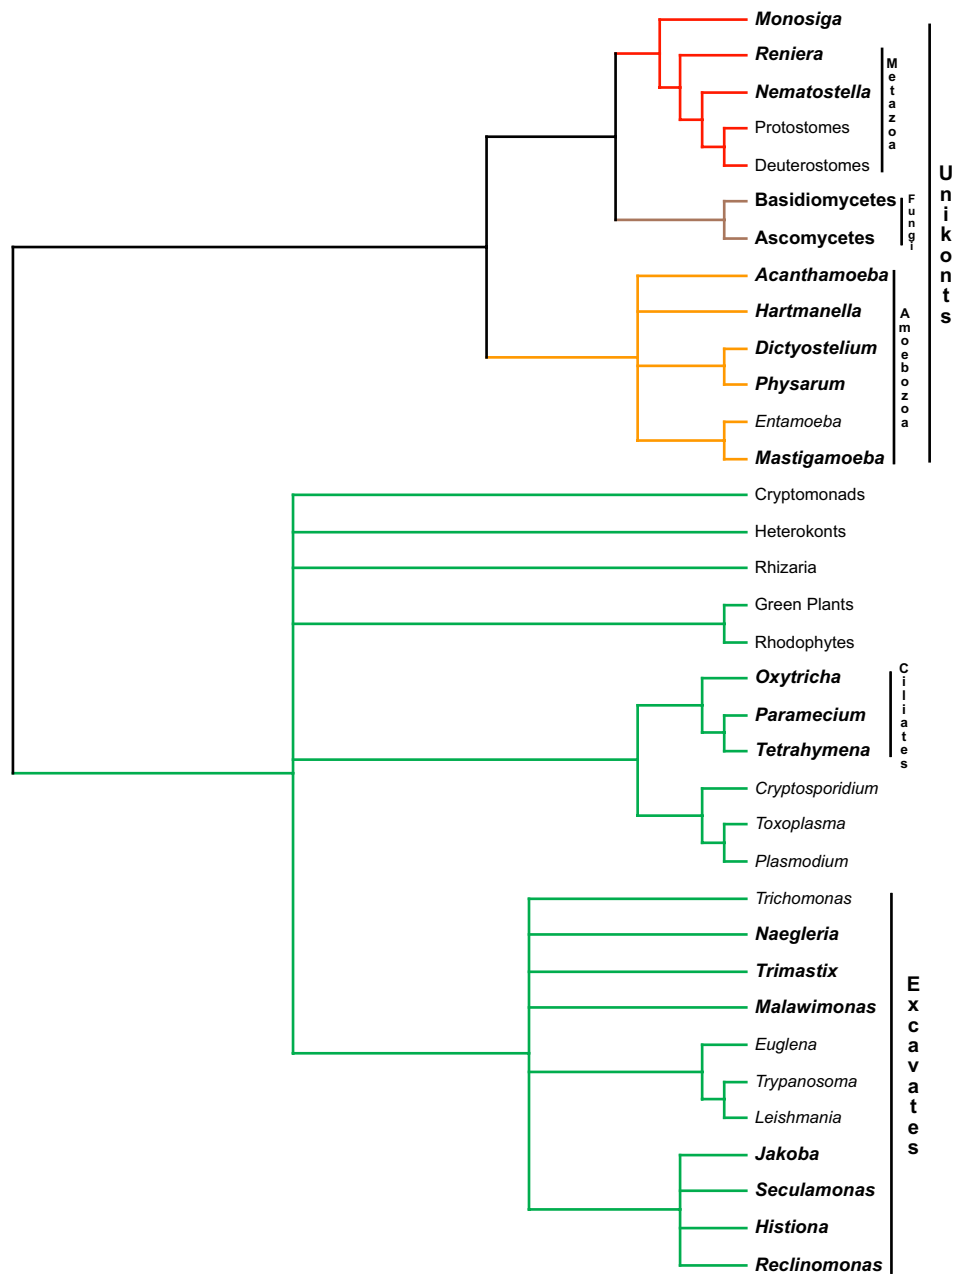 Monosiga
Reniera
Nematostella
Protostomes
Deuterostomes
Metazoa
Basidiomycetes
Ascomycetes
Fungi
Acanthamoeba
Hartmanella
Dictyostelium
Physarum
Entamoeba
Mastigamoeba
Amoebozoa
Unikonts
Cryptomonads
Heterokonts
Rhizaria
Green Plants
Rhodophytes
Oxytricha
Paramecium
Tetrahymena
Ciliates
Cryptosporidium
Toxoplasma
Plasmodium
Trichomonas
Naegleria
Trimastix
Malawimonas
Euglena
Trypanosoma
Leishmania
Jakoba
Seculamonas
Histiona
Reclinomonas
Excavates